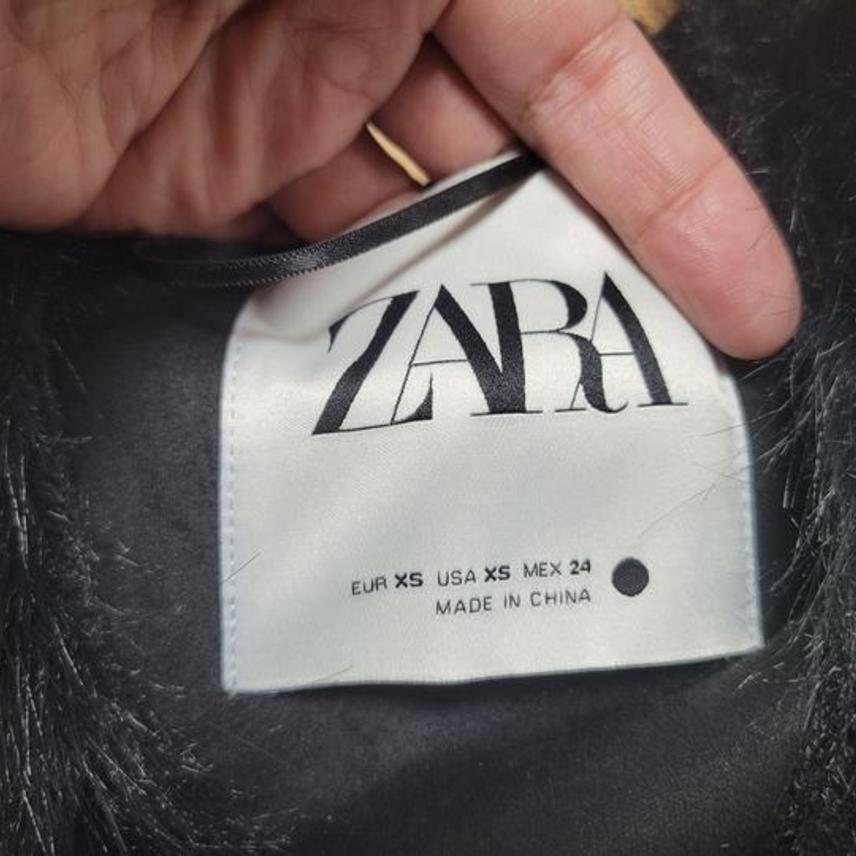 ZARA
EUR XS USA XS MEX 24
MADE IN CHINA